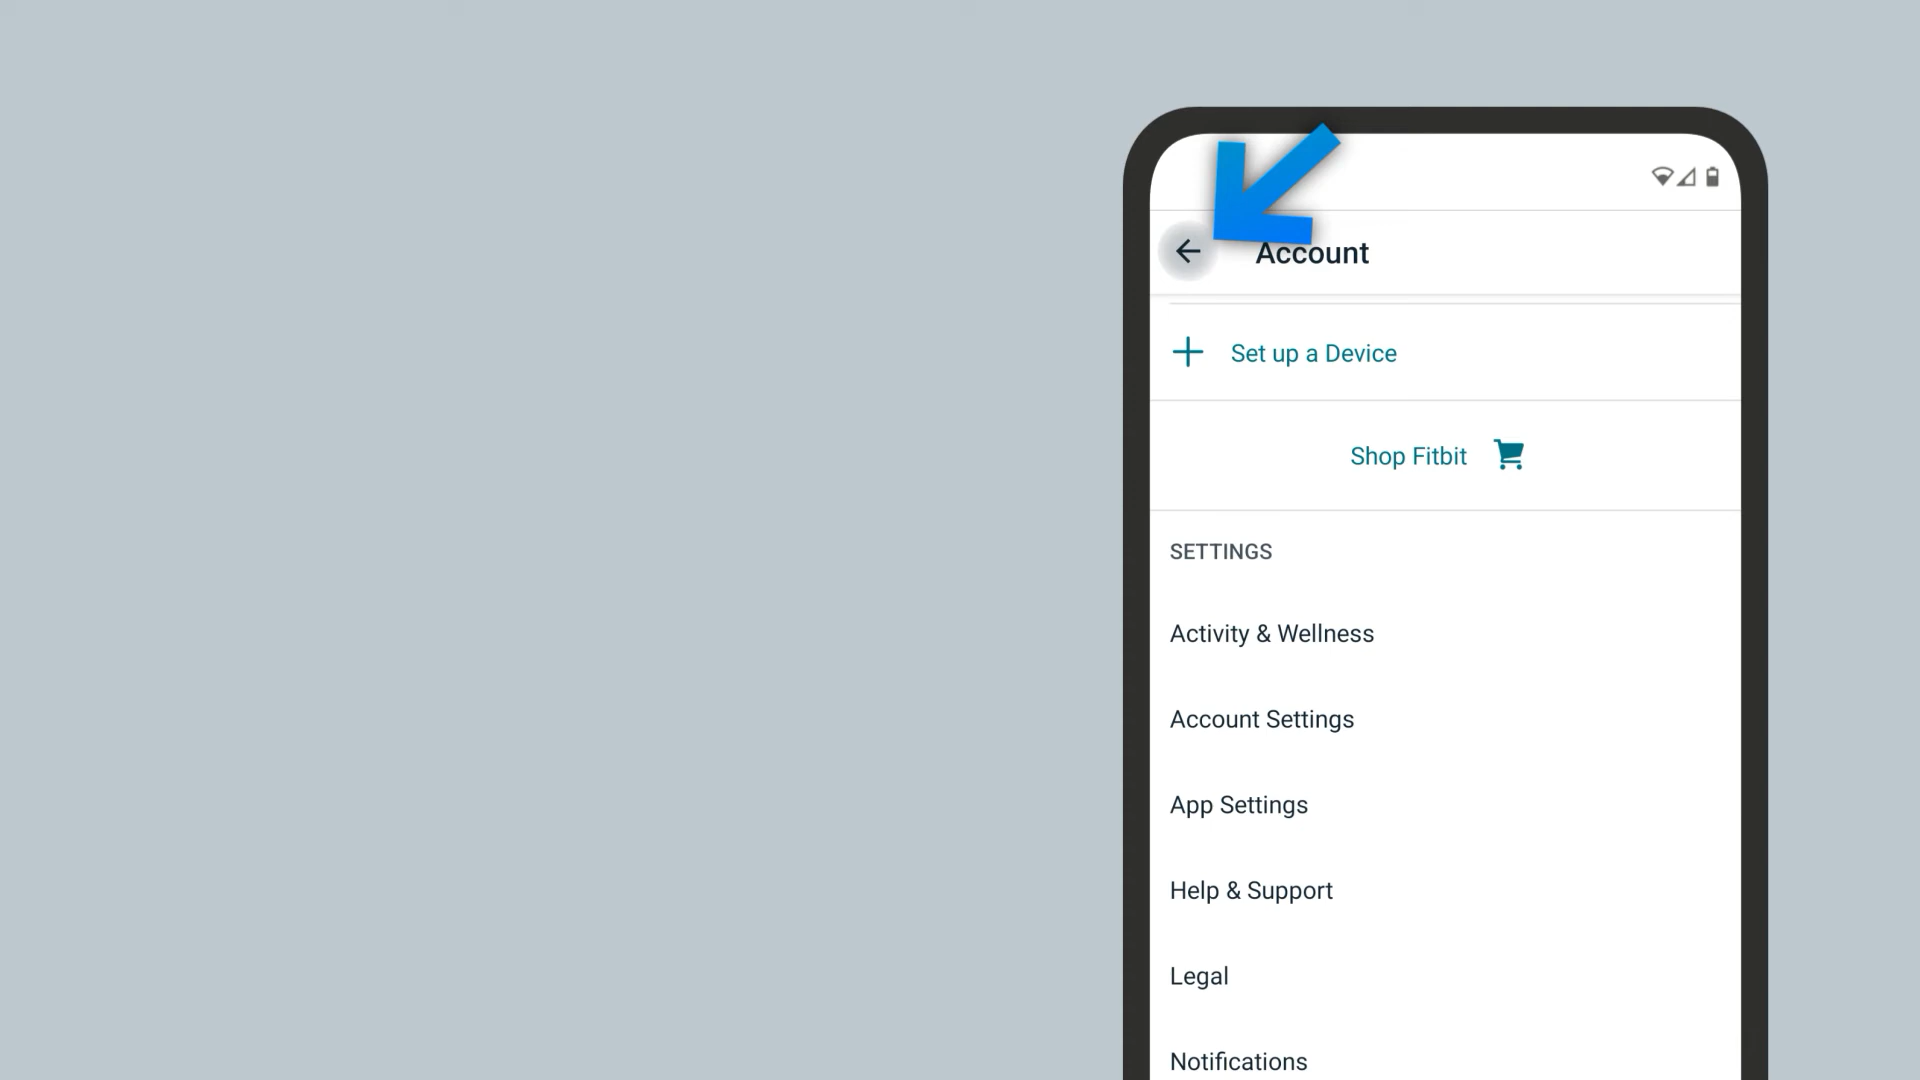 Account
Set up a Device
Shop Fitbit
SETTINGS
Activity & Wellness
Account Settings
App Settings
Help & Support
Legal
Notifications